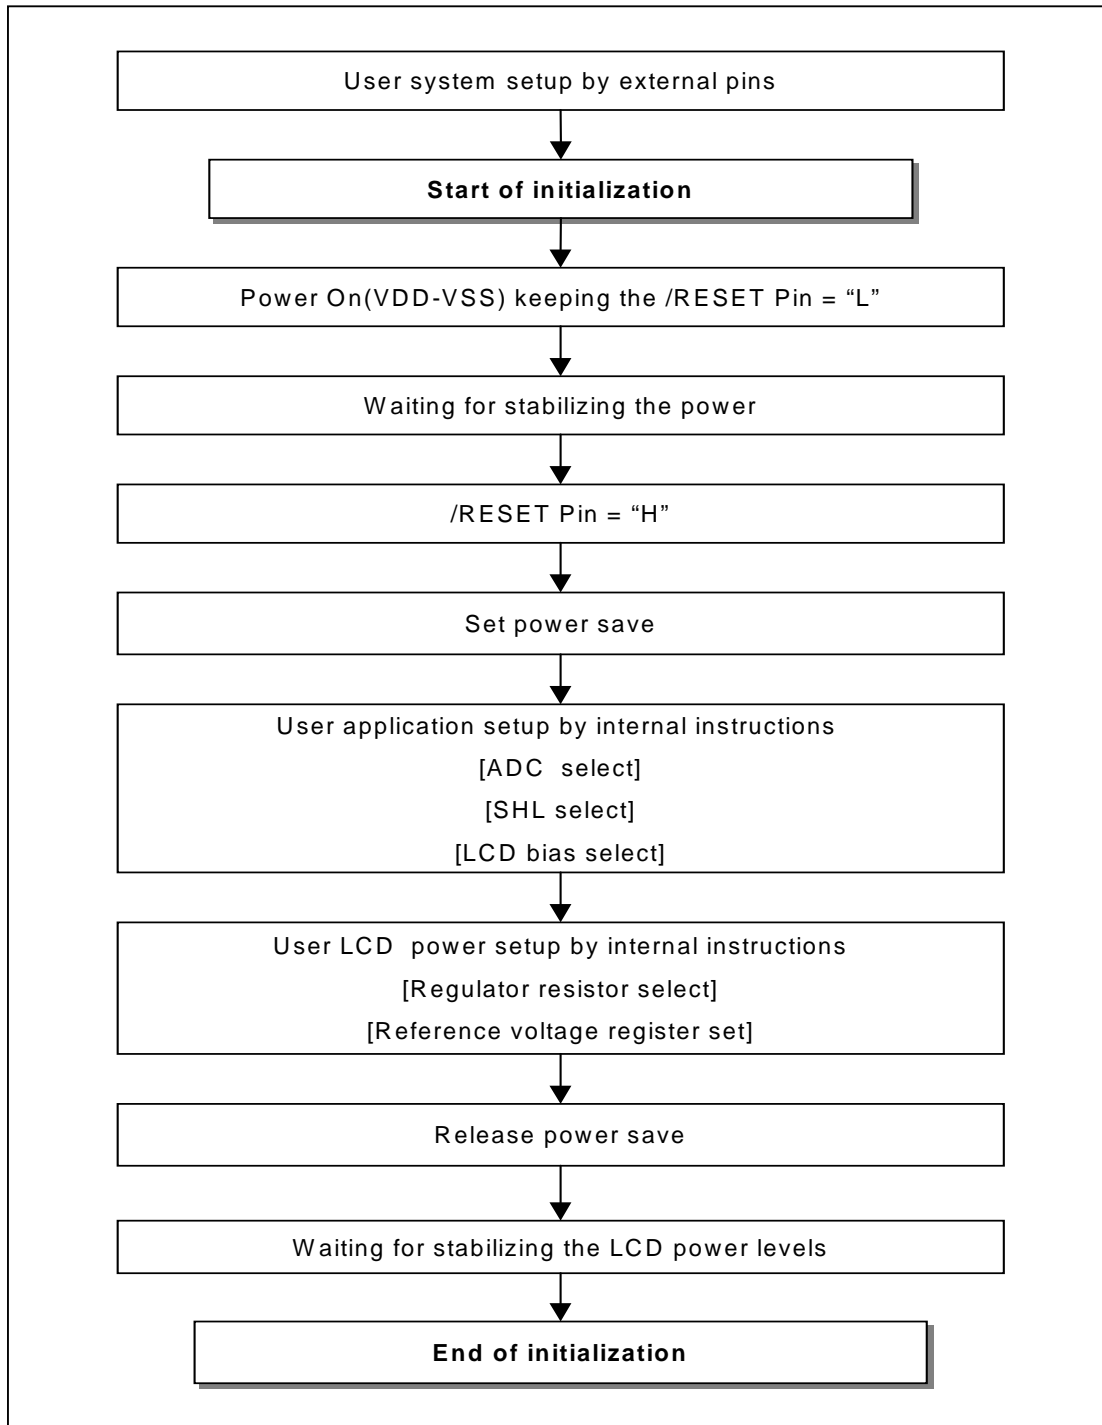 User system setup by external pins
Start of initialization
Power On(VDD-VSS) keeping the /RESET Pin = “L”
Waiting for stabilizing the power
/RESET Pin = “H”
Set power save
User application setup by internal instructions
[ADC select]
[SHL select]
[LCD bias select]
User LCD power setup by internal instructions
[Regulator resistor select]
[Reference voltage register set]
Release power save
Waiting for stabilizing the LCD power levels
End of initialization